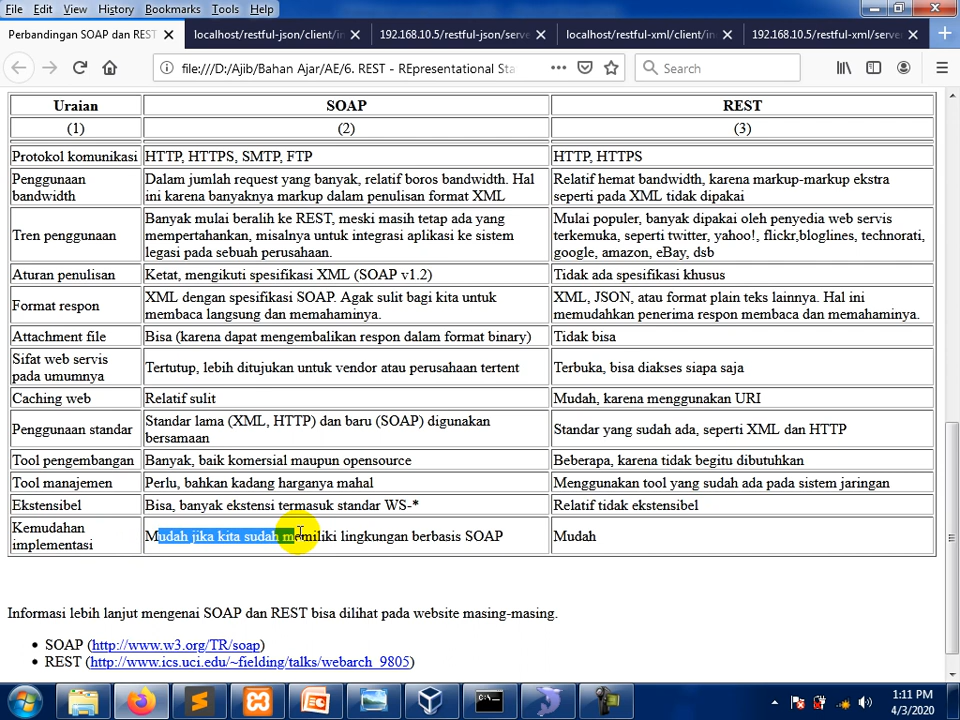 File Edit View History Bookmarks Tools Help
Perbandingan SOAP dan REST
localhost/restful-json/client/in
192.168.10.5/restful-json/serve
localhost/restful-xml/client/in
192.168.10.5/restful-xml/server
file:///D:/Ajib/Bahan Ajar/AE/6. REST - REpresentational Sta
Search
Uraian SOAP REST
(1) (2) (3)
Protokol komunikasi HTTP, HTTPS, SMTP, FTP HTTP, HTTPS
Penggunaan bandwidth
Dalam jumlah request yang banyak, relatif boros bandwidth. Hal
ini karena banyaknya markup dalam penulisan format XML
Relatif hemat bandwidth, karena markup-markup ekstra
seperti pada XML tidak dipakai
Tren penggunaan
Banyak mulai beralih ke REST, meski masih tetap ada yang
mempertahankan, misalnya untuk integrasi aplikasi ke sistem
legasi pada sebuah perusahaan.
Mulai populer, banyak dipakai oleh penyedia web servis
terkemuka, seperti twitter, yahoo!, flickr,bloglines, technorati,
google, amazon, eBay, dsb
Aturan penulisan Ketat, mengikuti spesifikasi XML (SOAP v1.2) Tidak ada spesifikasi khusus
Format respon
XML dengan spesifikasi SOAP. Agak sulit bagi kita untuk
membaca langsung dan memahaminya.
XML, JSON, atau format plain teks lainnya. Hal ini
memudahkan penerima respon membaca dan memahaminya.
Attachment file Bisa (karena dapat mengembalikan respon dalam format binary) Tidak bisa
Sifat web servis
pada umumnya
Tertutup, lebih ditujukan untuk vendor atau perusahaan tertent
Terbuka, bisa diakses siapa saja
Caching web Relatif sulit Mudah, karena menggunakan URI
Penggunaan standar
Standar lama (XML, HTTP) dan baru (SOAP) digunakan
bersamaan
Standar yang sudah ada, seperti XML dan HTTP
Tool pengembangan Banyak, baik komersial maupun opensource Beberapa, karena tidak begitu dibutuhkan
Tool manajemen Perlu, bahkan kadang harganya mahal Menggunakan tool yang sudah ada pada sistem jaringan
Ekstensibel Bisa, banyak ekstensi termasuk standar WS-* Relatif tidak ekstensibel
Kemudahan
implementasi
Mudah jika kita sudah memiliki lingkungan berbasis SOAP
Mudah
Informasi lebih lanjut mengenai SOAP dan REST bisa dilihat pada website masing-masing.
• SOAP (http://www.w3.org/TR/soap)
• REST (http://www.ics.uci.edu/~fielding/talks/webarch_9805)
1:11 PM
4/3/2020